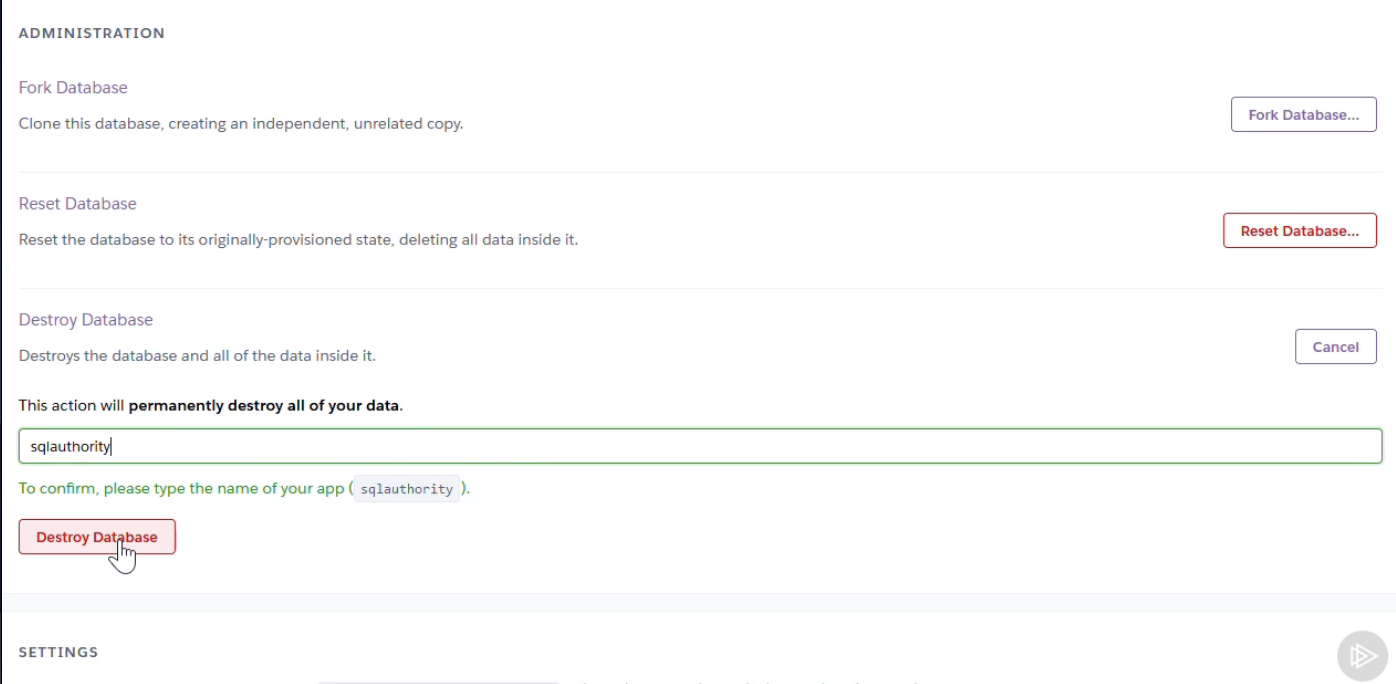 ADMINISTRATION
Fork Database
Clone this database, creating an independent, unrelated copy.
Fork Database...
Reset Database
Reset the database to its originally-provisioned state, deleting all data inside it.
Reset Database...
Destroy Database
Destroys the database and all of the data inside it.
Cancel
This action will permanently destroy all of your data.
sqlauthority
To confirm, please type the name of your app ( sqlauthority ).
Destroy Database
SETTINGS